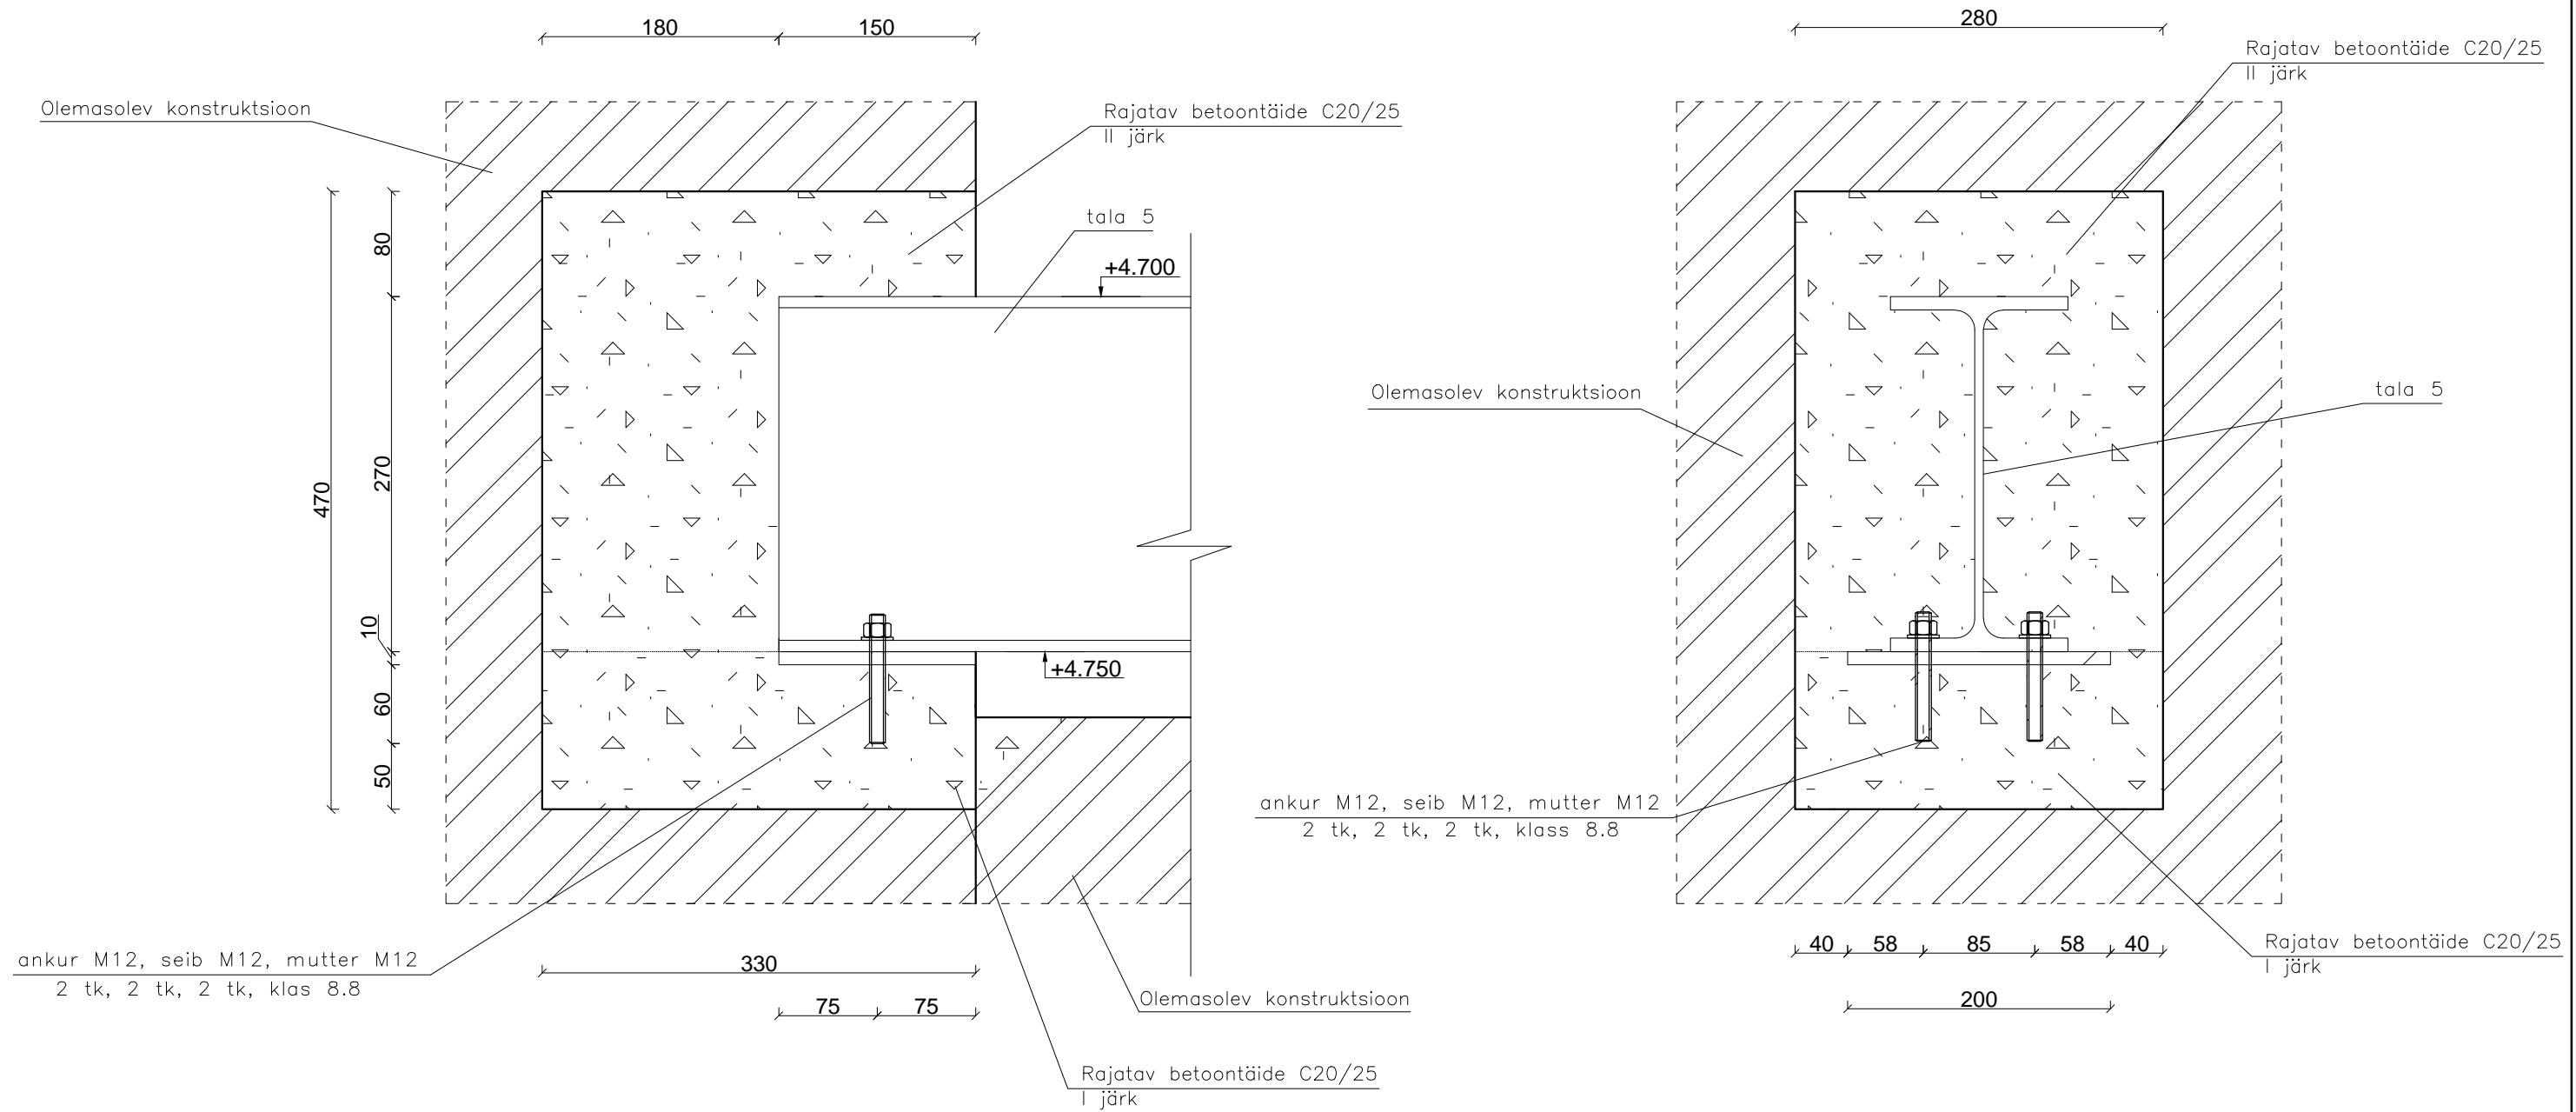 180
150
280
Rajatav betoontäide C20/25
II järk
Olemasolev konstruktsioon
Rajatav betoontäide C20/25
II järk
tala 5
+4.700
80
270
470
10
60
50
+4.750
Olemasolev konstruktsioon
tala 5
ankur M12, seib M12, mutter M12
2 tk, 2 tk, 2 tk, klass 8.8
ankur M12, seib M12, mutter M12
2 tk, 2 tk, 2 tk, klas 8.8
330
75
75
Olemasolev konstruktsioon
Rajatav betoontäide C20/25
I järk
40
58
85
58
40
200
Rajatav betoontäide C20/25
I järk